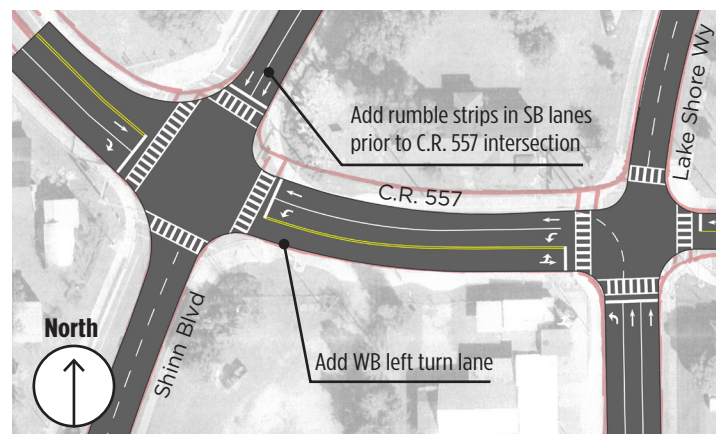 Add rumble strips in SB lanes
prior to C.R. 557 intersection
Lake Shore Wy
C.R. 557
Shinn Blvd
North
Add WB left turn lane